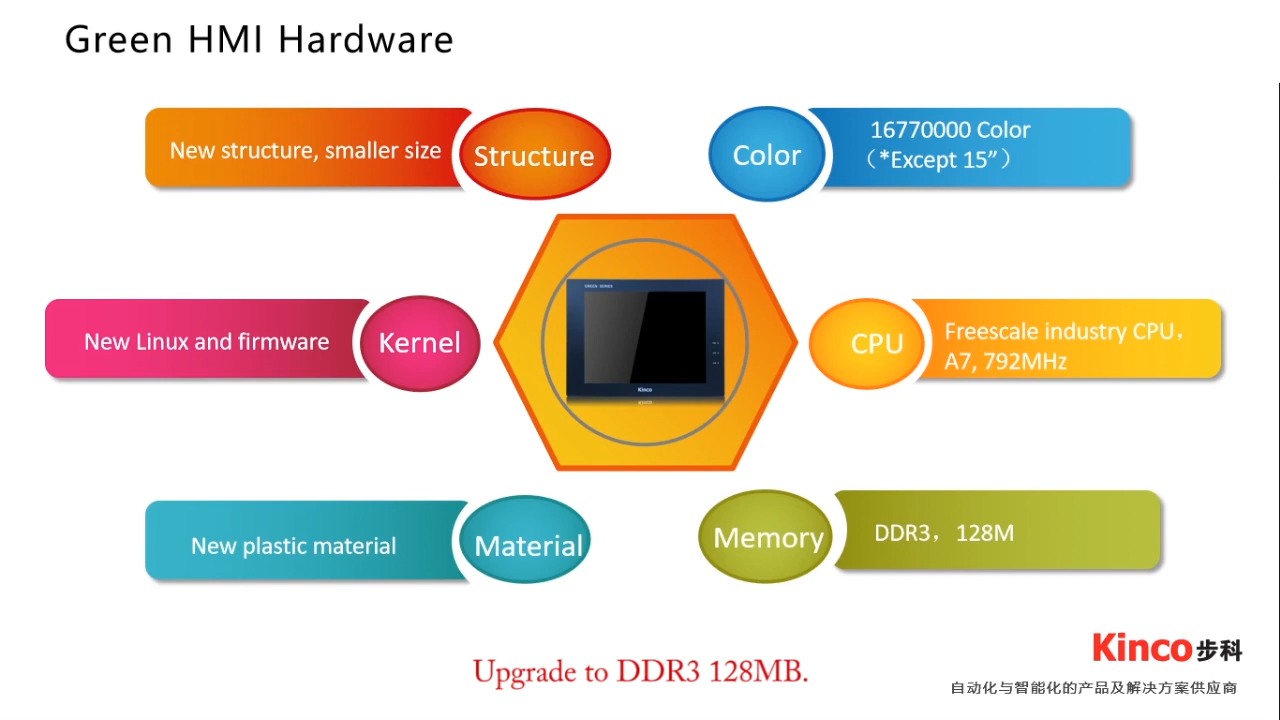 Green HMI Hardware
New structure, smaller size
Structure
Color
16770000 Color
（*Except 15”）
New Linux and firmware
Kernel
GREEN SERIES
Kinco
CPU
Freescale industry CPU，
A7, 792MHz
New plastic material
Material
Memory
DDR3，128M
Upgrade to DDR3 128MB.
Kinco步科
自动化与智能化的产品及解决方案供应商